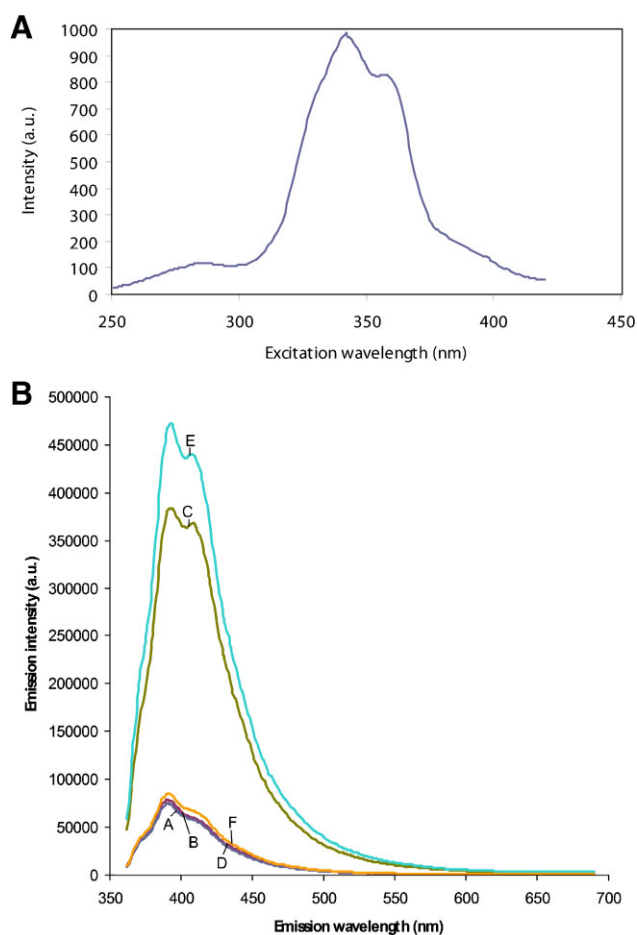 A
1000
900
800
700
600
500
400
300
200
100
0
Intensity (a.u.)
250 300 350 400 450
Excitation wavelength (nm)
B
500000
450000
400000
350000
300000
250000
200000
150000
100000
50000
0
Emission intensity (a.u.)
E
C
A
B
D
F
350 400 450 500 550 600 650 700
Emission wavelength (nm)